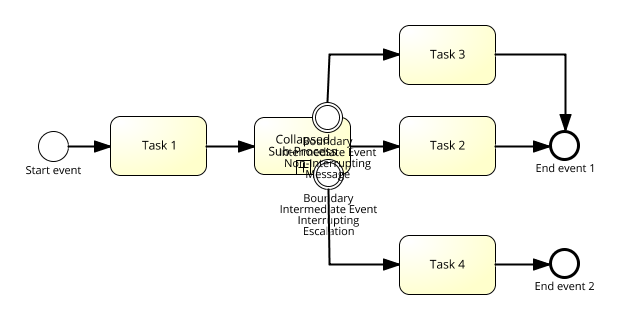 Task 3
Start event
Task 1
Collapsed
Sub-Process
Boundary
Intermediate Event
Non-Interrupting
Message
Task 2
End event 1
Boundary
Intermediate Event
Interrupting
Escalation
Task 4
End event 2